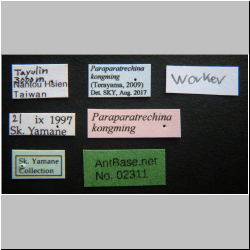 Tayulin
3000 m
Nantou Hsien
Taiwan
Paraparatrechina
kongming
(Terayama, 2009)
Det. SKY, Aug. 2017
Worker
21 ix 1997
Sk. Yamane
Paraparatrechina
kongming
Sk. Yamane
Collection
AntBase.net
No. 02311